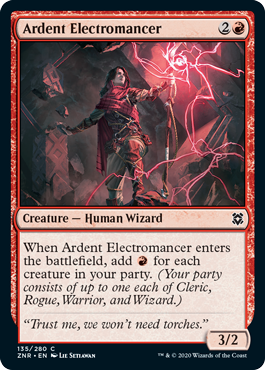 Ardent Electromancer 2
Creature — Human Wizard
When Ardent Electromancer enters
the battlefield, add for each
creature in your party. (Your party
consists of up to one each of Cleric,
Rogue, Warrior, and Wizard.)
“Trust me, we won't need torches.”
3/2
135/280 C
ZNR • EN Lie Setiawan
™ & © 2020 Wizards of the Coast